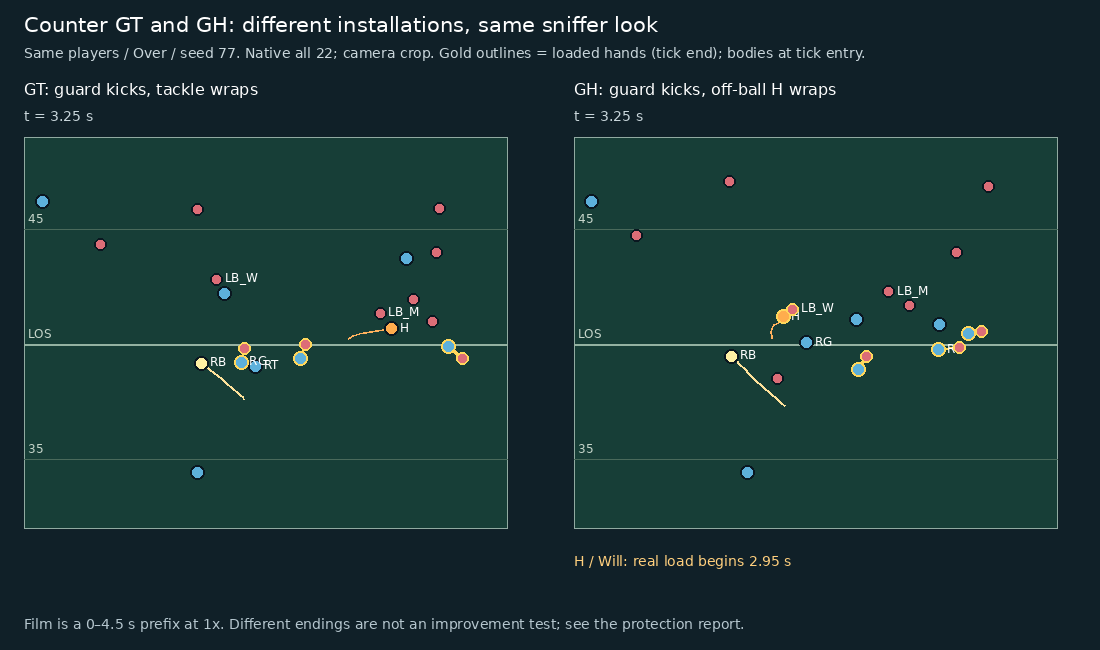 Counter GT and GH: different installations, same sniffer look
Same players / Over / seed 77. Native all 22; camera crop. Gold outlines = loaded hands (tick end); bodies at tick entry.
GT: guard kicks, tackle wraps
t = 3.25 s
45
LB_W
LB_M
H
LOS
RB
RG
RT
35
GH: guard kicks, off-ball H wraps
t = 3.25 s
45
LB_M
LB_W
H
LOS
RG
RB
35
H / Will: real load begins 2.95 s
Film is a 0–4.5 s prefix at 1x. Different endings are not an improvement test; see the protection report.